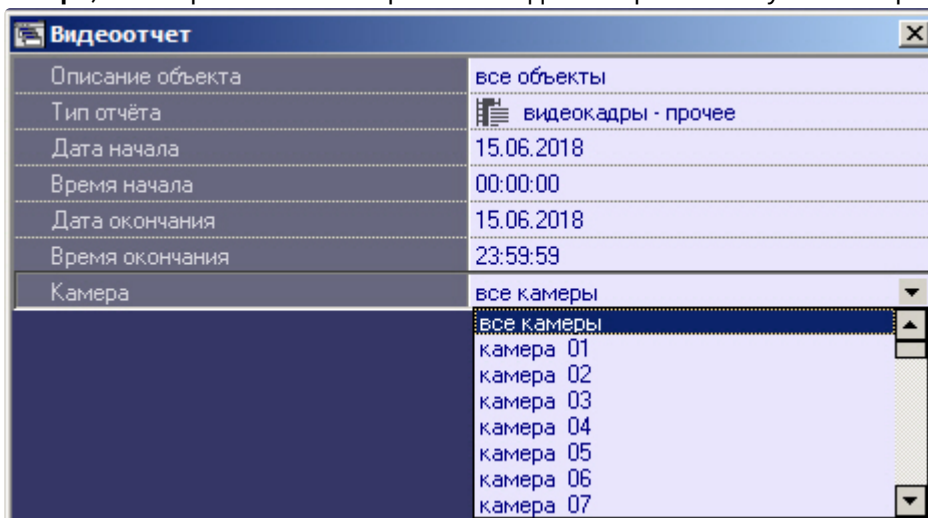 Видеоотчет
Описание объекта все объекты
Тип отчёта видеокадры - прочее
Дата начала 15.06.2018
Время начала 00:00:00
Дата окончания 15.06.2018
Время окончания 23:59:59
Камера все камеры
все камеры
камера 01
камера 02
камера 03
камера 04
камера 05
камера 06
камера 07